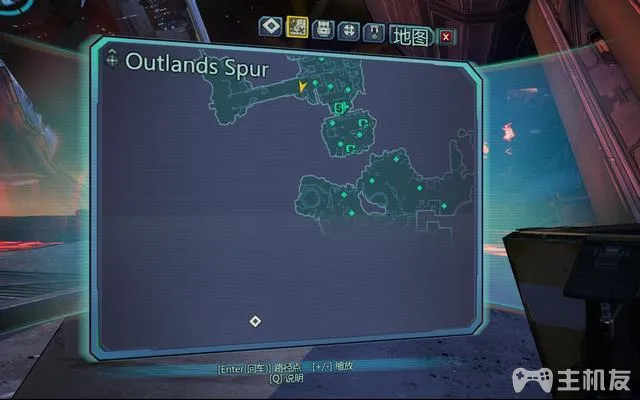 地图
Outlands Spur
[Enter(回车)] 路径点 [+/-] 缩放
[Q] 说明
主机友